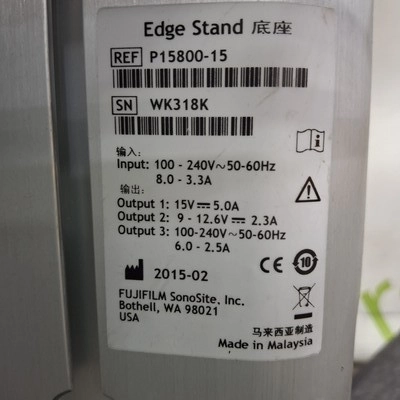 Edge Stand 底座
REF P15800-15
SN WK318K
输入:
Input: 100 - 240V~50-60Hz
8.0 - 3.3A
输出:
Output 1: 15V⎓5.0A
Output 2: 9 - 12.6V⎓2.3A
Output 3: 100-240V~50-60Hz
6.0 - 2.5A
2015-02
CE 10
FUJIFILM SonoSite, Inc.
Bothell, WA 98021
USA
马来西亚制造
Made in Malaysia